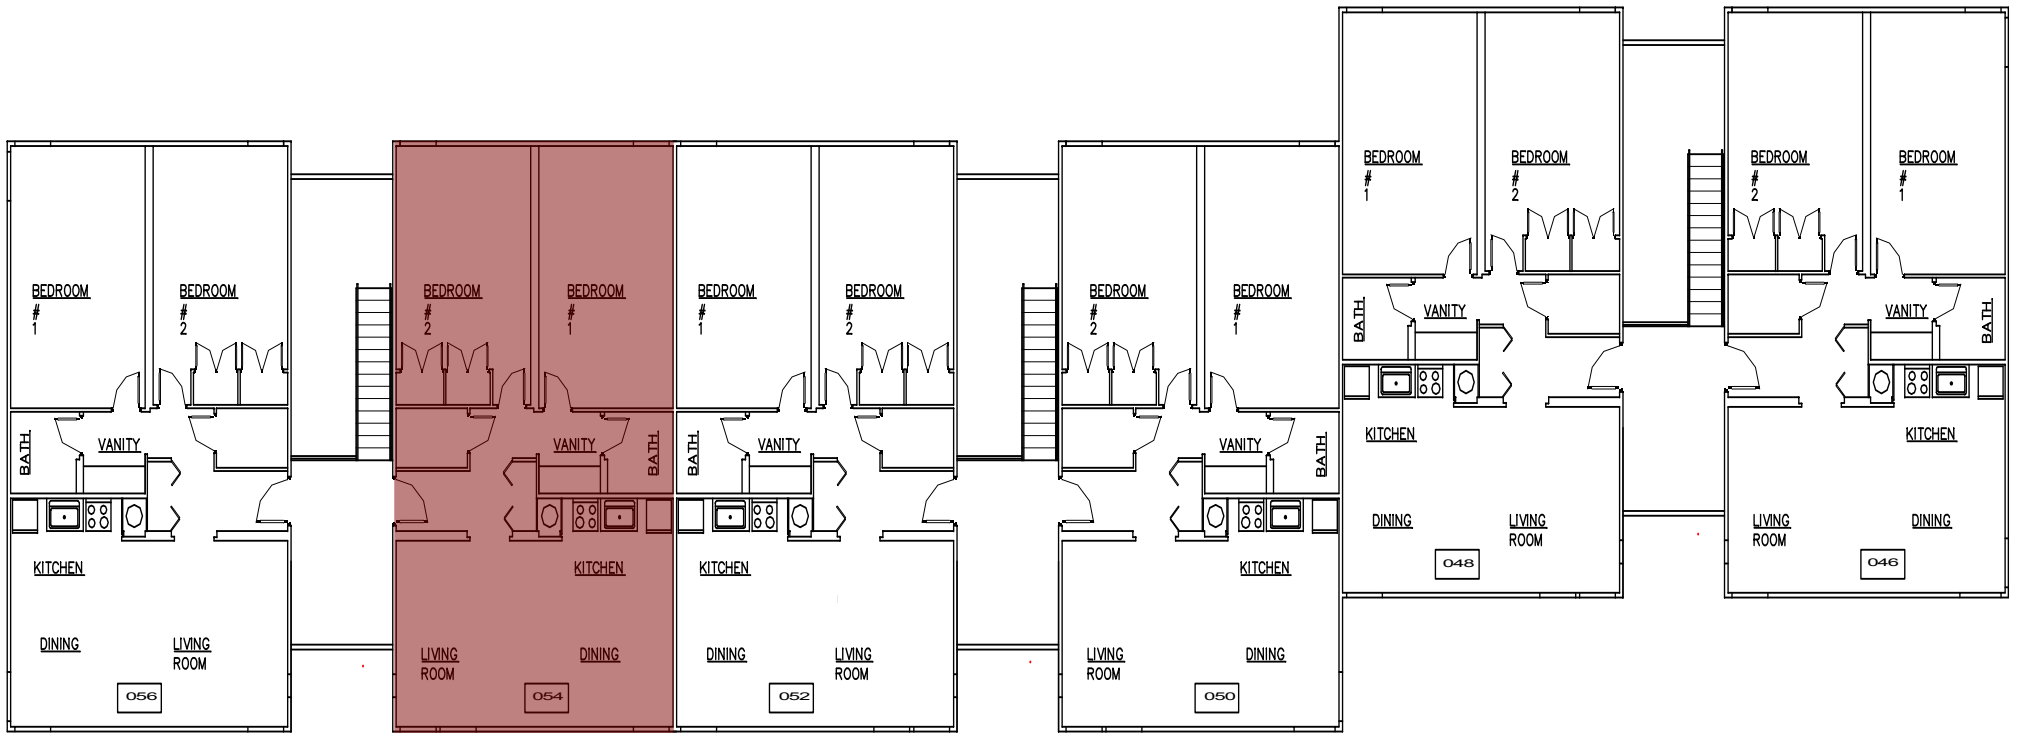 BEDROOM
#
1
BEDROOM
#
2
BATH.
VANITY
KITCHEN
DINING
LIVING
ROOM
056
BEDROOM
#
2
BEDROOM
#
1
VANITY
BATH.
KITCHEN
LIVING
ROOM
DINING
054
BEDROOM
#
1
BEDROOM
#
2
BATH.
VANITY
KITCHEN
DINING
LIVING
ROOM
052
BEDROOM
#
2
BEDROOM
#
1
VANITY
BATH.
KITCHEN
LIVING
ROOM
DINING
050
BEDROOM
#
1
BEDROOM
#
2
BATH.
VANITY
KITCHEN
DINING
LIVING
ROOM
048
BEDROOM
#
2
BEDROOM
#
1
VANITY
BATH.
KITCHEN
LIVING
ROOM
DINING
046